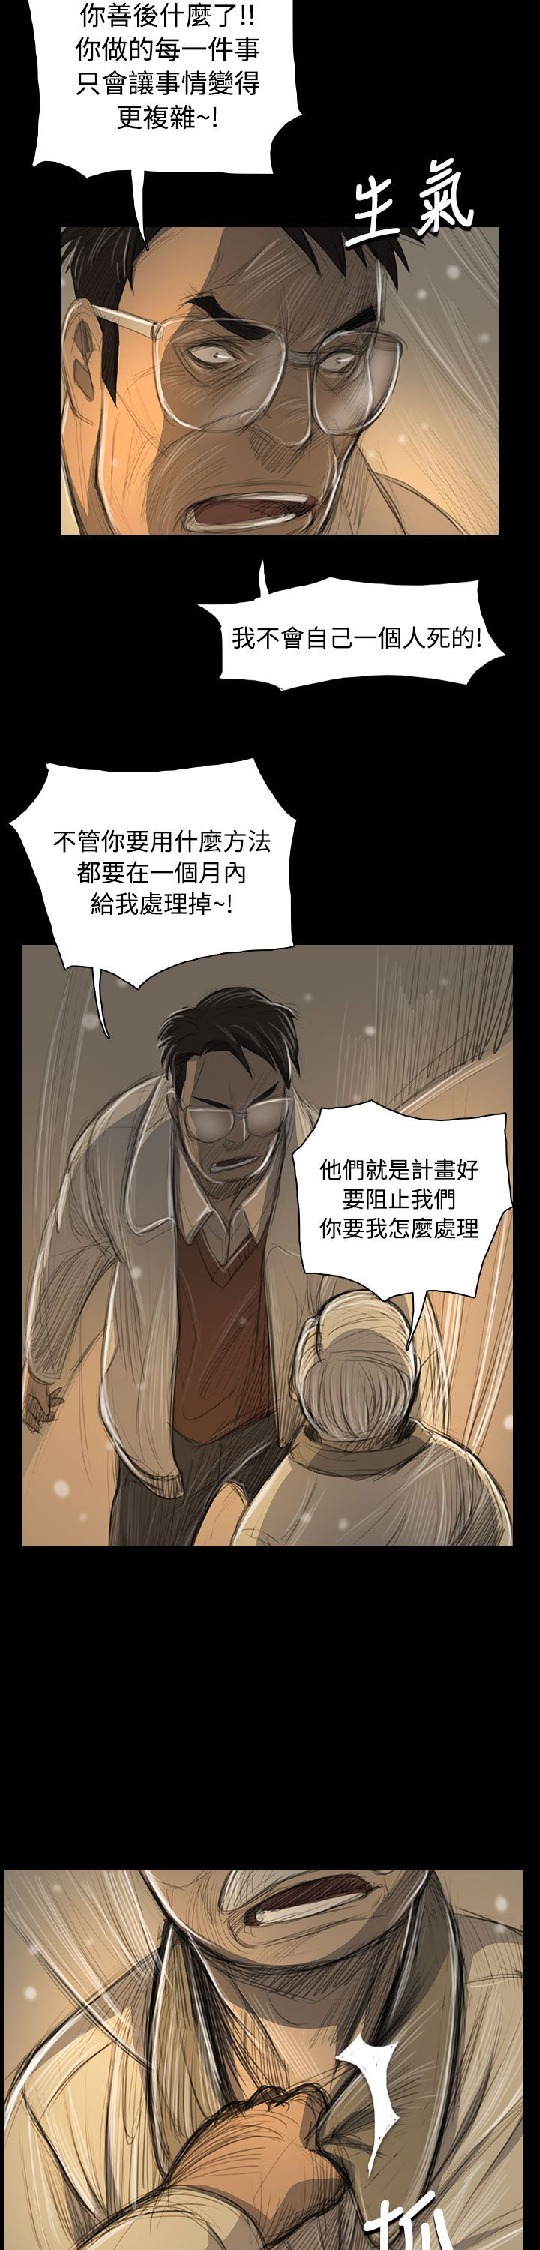 你善後什麼了!!
你做的每一件事
只會讓事情變得
更複雜~!
生氣
我不會自己一個人死的!
不管你要用什麼方法
都要在一個月內
給我處理掉~!
他們就是計畫好
要阻止我們
你要我怎麼處理
抓